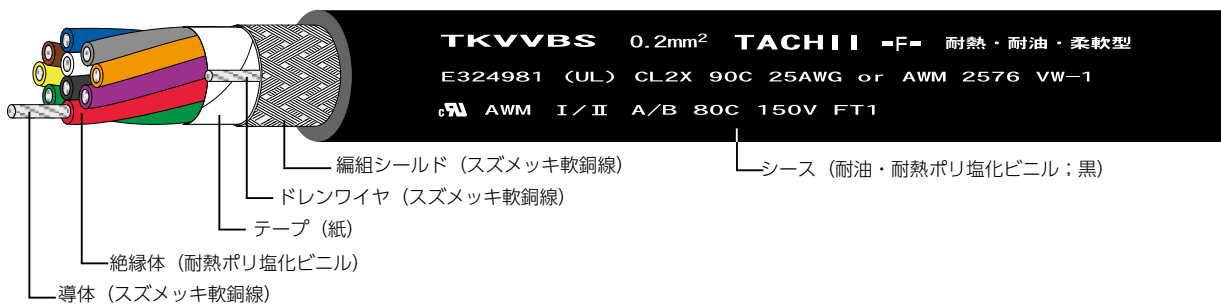 TKVVBS 0.2mm² TACHII =F= 耐熱・耐油・柔軟型
E324981 (UL) CL2X 90C 25AWG or AWM 2576 VW-1
cRU AWM I/II A/B 80C 150V FT1
編組シールド（スズメッキ軟銅線）
シース（耐油・耐熱ポリ塩化ビニル；黒）
ドレンワイヤ（スズメッキ軟銅線）
テープ（紙）
絶縁体（耐熱ポリ塩化ビニル）
導体（スズメッキ軟銅線）